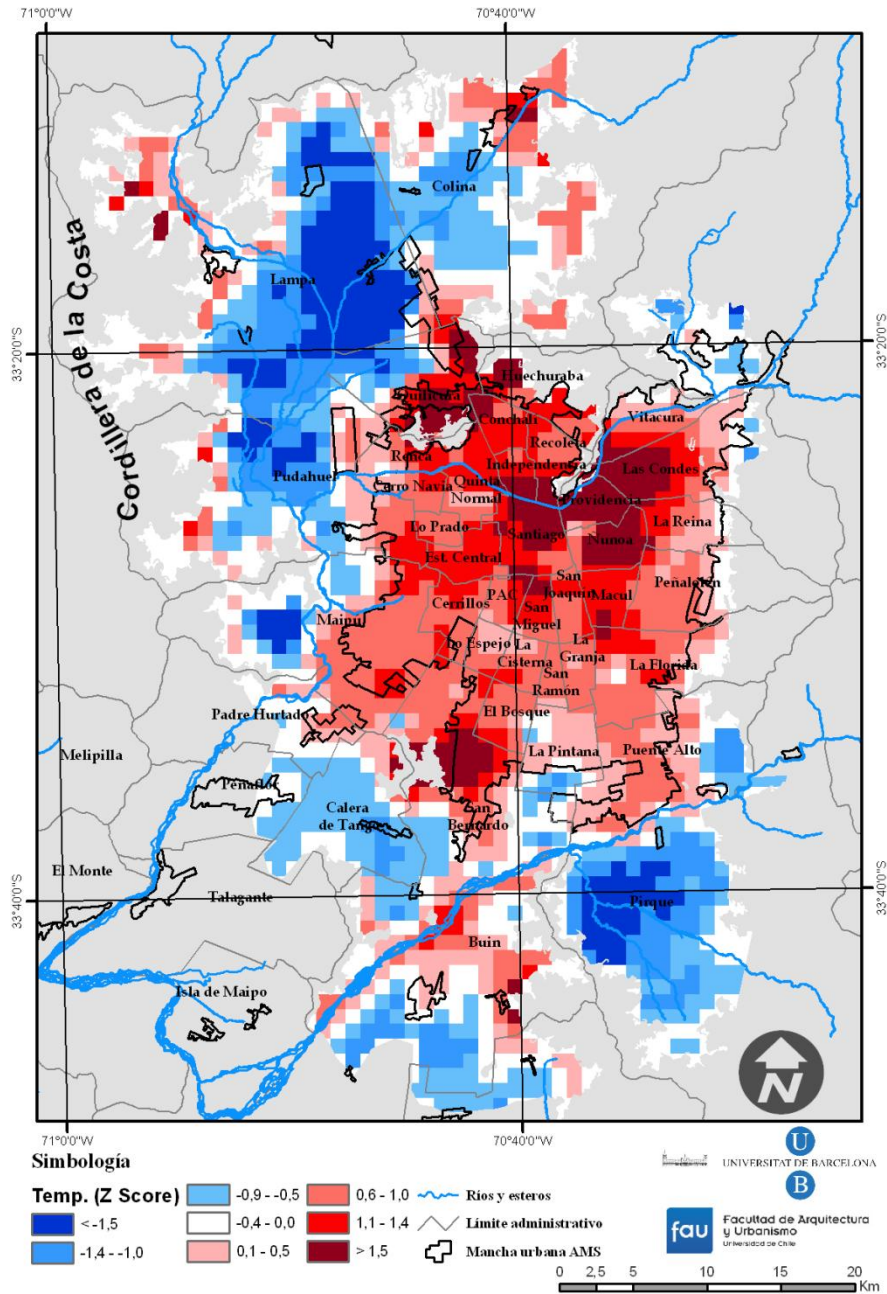 71°0'0"W
70°40'0"W
Cordillera de la Costa
Colina
Lampa
33°20'0"S
33°20'0"S
Huechuraba
Quilicura
Conchalí
Vitacura
Recoleta
Renca
Independencia
Las Condes
Pudahuel
Cerro Navia
Quinta
Normal
Providencia
Lo Prado
Santiago
La Reina
Nunoa
Est. Central
San
Joaquin
Macul
Peñalolén
PAC
Cerrillos
San
Miguel
Maipu
Lo Espejo
La
Cisterna
La
Granja
San
Ramón
La Florida
Padre Hurtado
El Bosque
Melipilla
La Pintana
Puente Alto
Peñaflor
Calera
de Tango
San
Bernardo
El Monte
Talagante
33°40'0"S
33°40'0"S
Pirque
Buin
Isla de Maipo
N
71°0'0"W
70°40'0"W
Simbología
Temp. (Z Score)
< -1,5
-1,4 - -1,0
-0,9 - -0,5
-0,4 - 0,0
0,1 - 0,5
0,6 - 1,0
1,1 - 1,4
> 1,5
Ríos y esteros
Límite administrativo
Mancha urbana AMS
U
UNIVERSITAT DE BARCELONA
B
fau
Facultad de Arquitectura
y Urbanismo
Universidad de Chile
0 2,5 5 10 15 20
Km